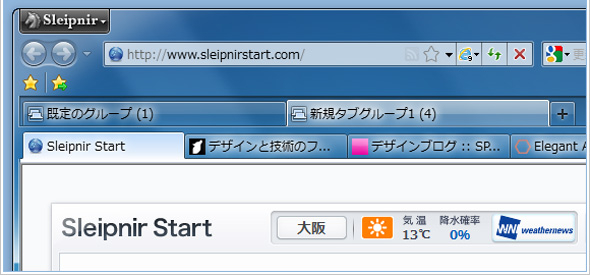 Sleipnir
http://www.sleipnirstart.com/
既定のグループ (1)
新規タブグループ1 (4)
Sleipnir Start
デザインと技術のフ...
デザインブログ :: SP...
Elegant
Sleipnir Start
大阪
気温
13℃
降水確率
0%
WN weathernews